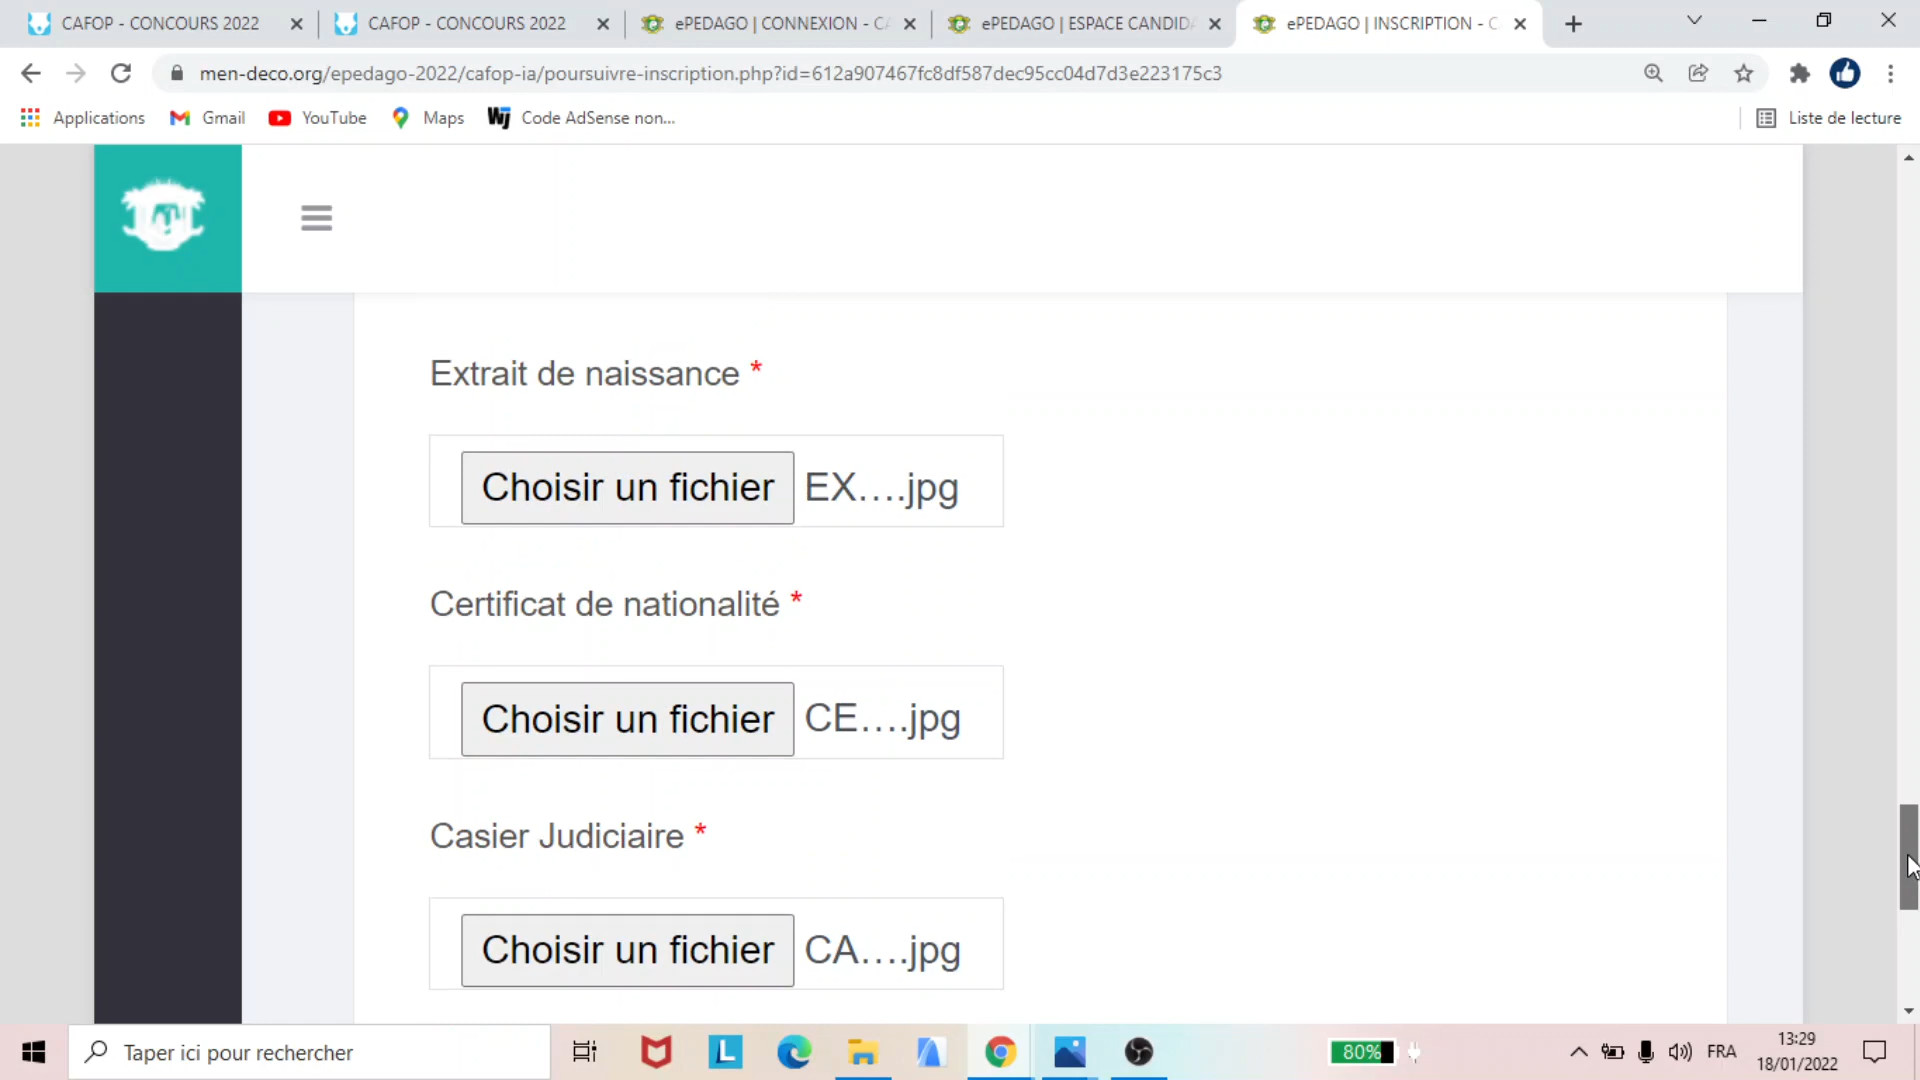 CAFOP - CONCOURS 2022
CAFOP - CONCOURS 2022
ePEDAGO | CONNEXION - CA
ePEDAGO | ESPACE CANDIDA
ePEDAGO | INSCRIPTION - C
men-deco.org/epedago-2022/cafop-ia/poursuivre-inscription.php?id=612a907467fc8df587dec95cc04d7d3e223175c3
Applications
Gmail
YouTube
Maps
Code AdSense non...
Liste de lecture
Extrait de naissance *
Choisir un fichier EX….jpg
Certificat de nationalité *
Choisir un fichier CE….jpg
Casier Judiciaire *
Choisir un fichier CA….jpg
Taper ici pour rechercher
80%
FRA
13:29
18/01/2022